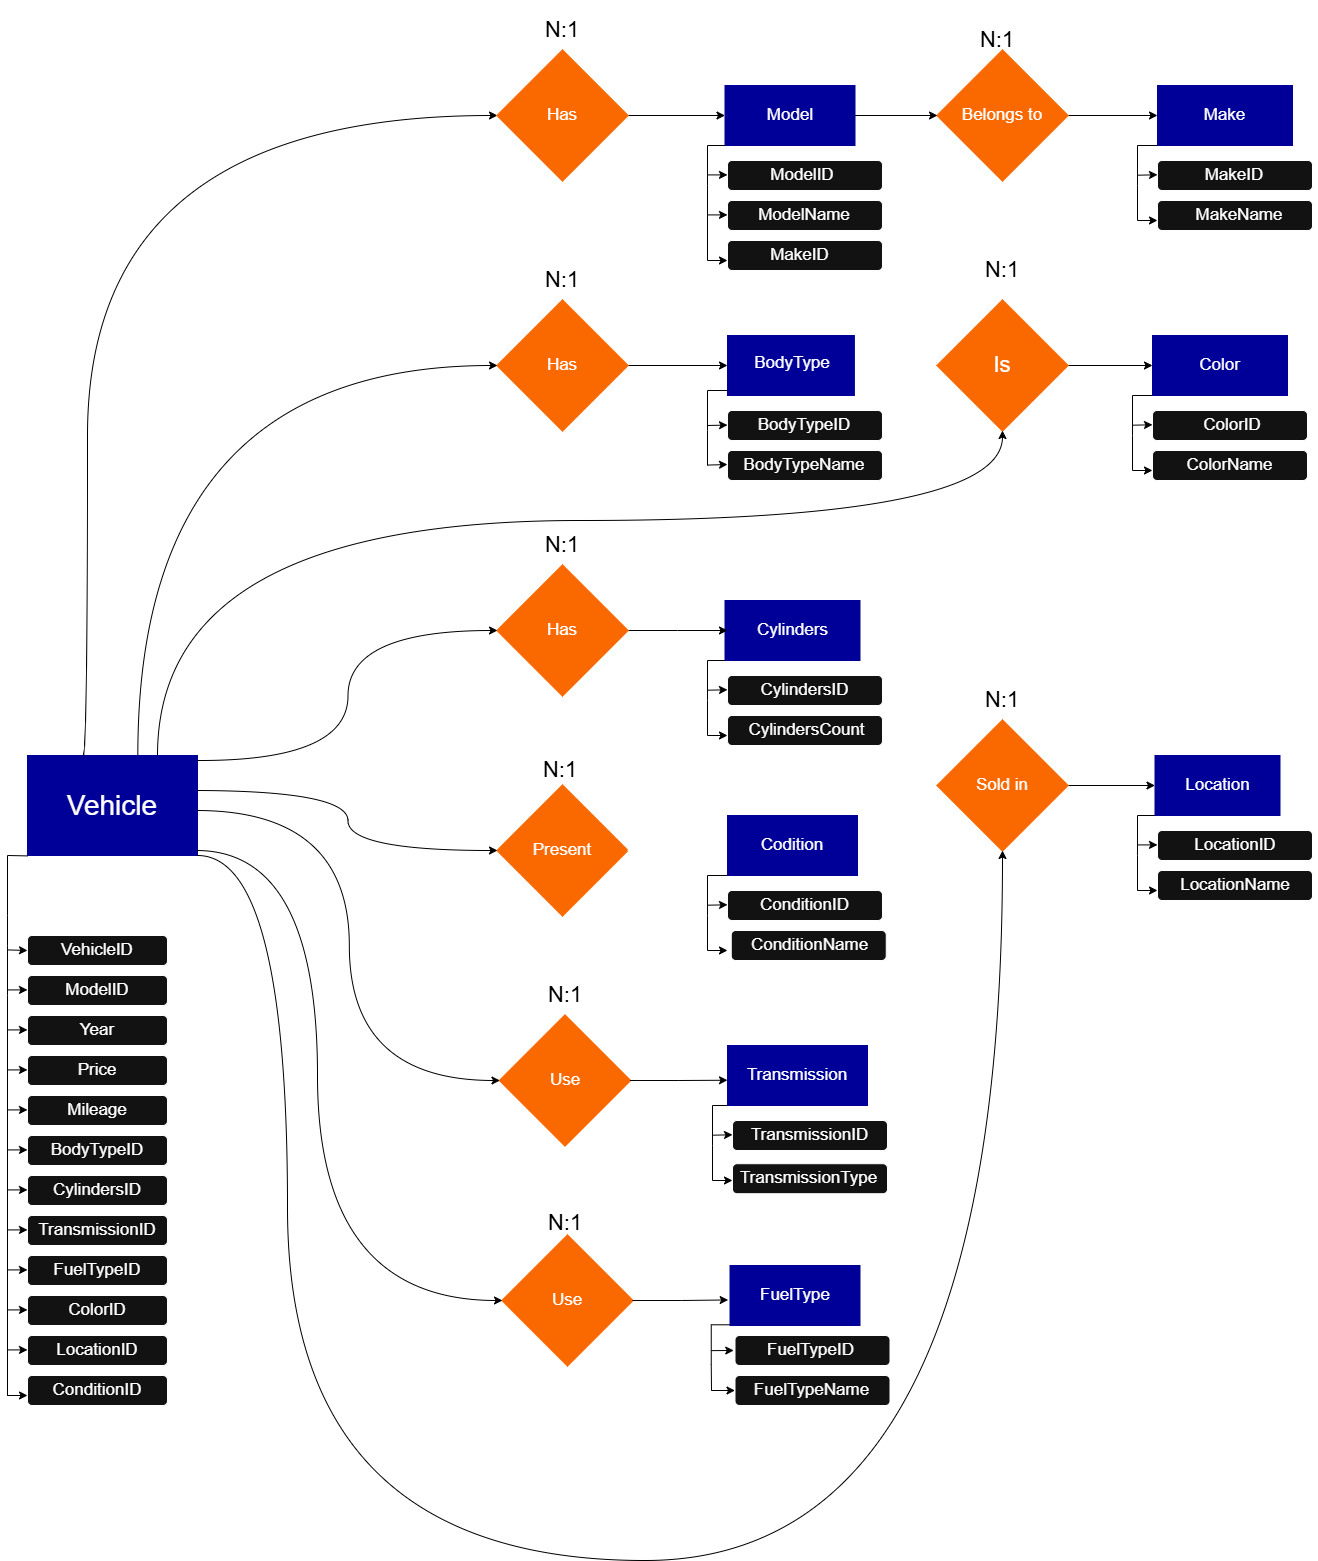 N:1
Has
Model
ModelID
ModelName
MakeID
N:1
Belongs to
Make
MakeID
MakeName
N:1
Has
BodyType
BodyTypeID
BodyTypeName
N:1
Is
Color
ColorID
ColorName
N:1
Has
Cylinders
CylindersID
CylindersCount
N:1
Sold in
Location
LocationID
LocationName
Vehicle
N:1
Present
Codition
ConditionID
ConditionName
VehicleID
ModelID
Year
Price
Mileage
BodyTypeID
CylindersID
TransmissionID
FuelTypeID
ColorID
LocationID
ConditionID
N:1
Use
Transmission
TransmissionID
TransmissionType
N:1
Use
FuelType
FuelTypeID
FuelTypeName